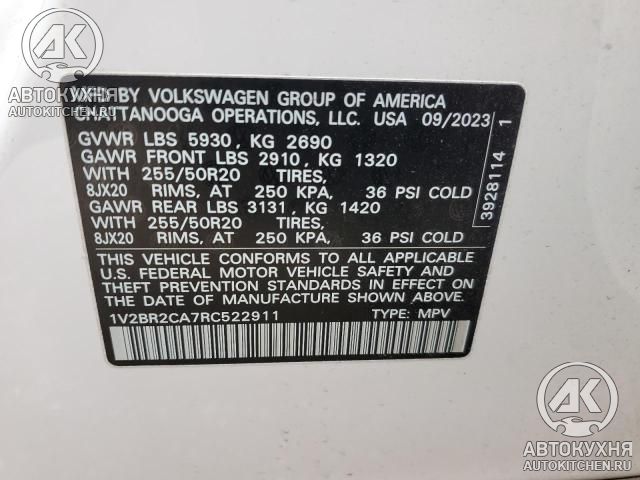 AK
АВТОКУХНЯ
AUTOKITCHEN.RU
BY VOLKSWAGEN GROUP OF AMERICA
CHATTANOOGA OPERATIONS, LLC. USA 09/2023
GVWR LBS 5930, KG 2690
GAWR FRONT LBS 2910, KG 1320
WITH 255/50R20 TIRES,
8JX20 RIMS, AT 250 KPA, 36 PSI COLD
GAWR REAR LBS 3131, KG 1420
WITH 255/50R20 TIRES,
8JX20 RIMS, AT 250 KPA, 36 PSI COLD
THIS VEHICLE CONFORMS TO ALL APPLICABLE
U.S. FEDERAL MOTOR VEHICLE SAFETY AND
THEFT PREVENTION STANDARDS IN EFFECT ON
THE DATE OF MANUFACTURE SHOWN ABOVE.
1V2BR2CA7RC522911 TYPE: MPV
3928114 1
AK
АВТОКУХНЯ
AUTOKITCHEN.RU